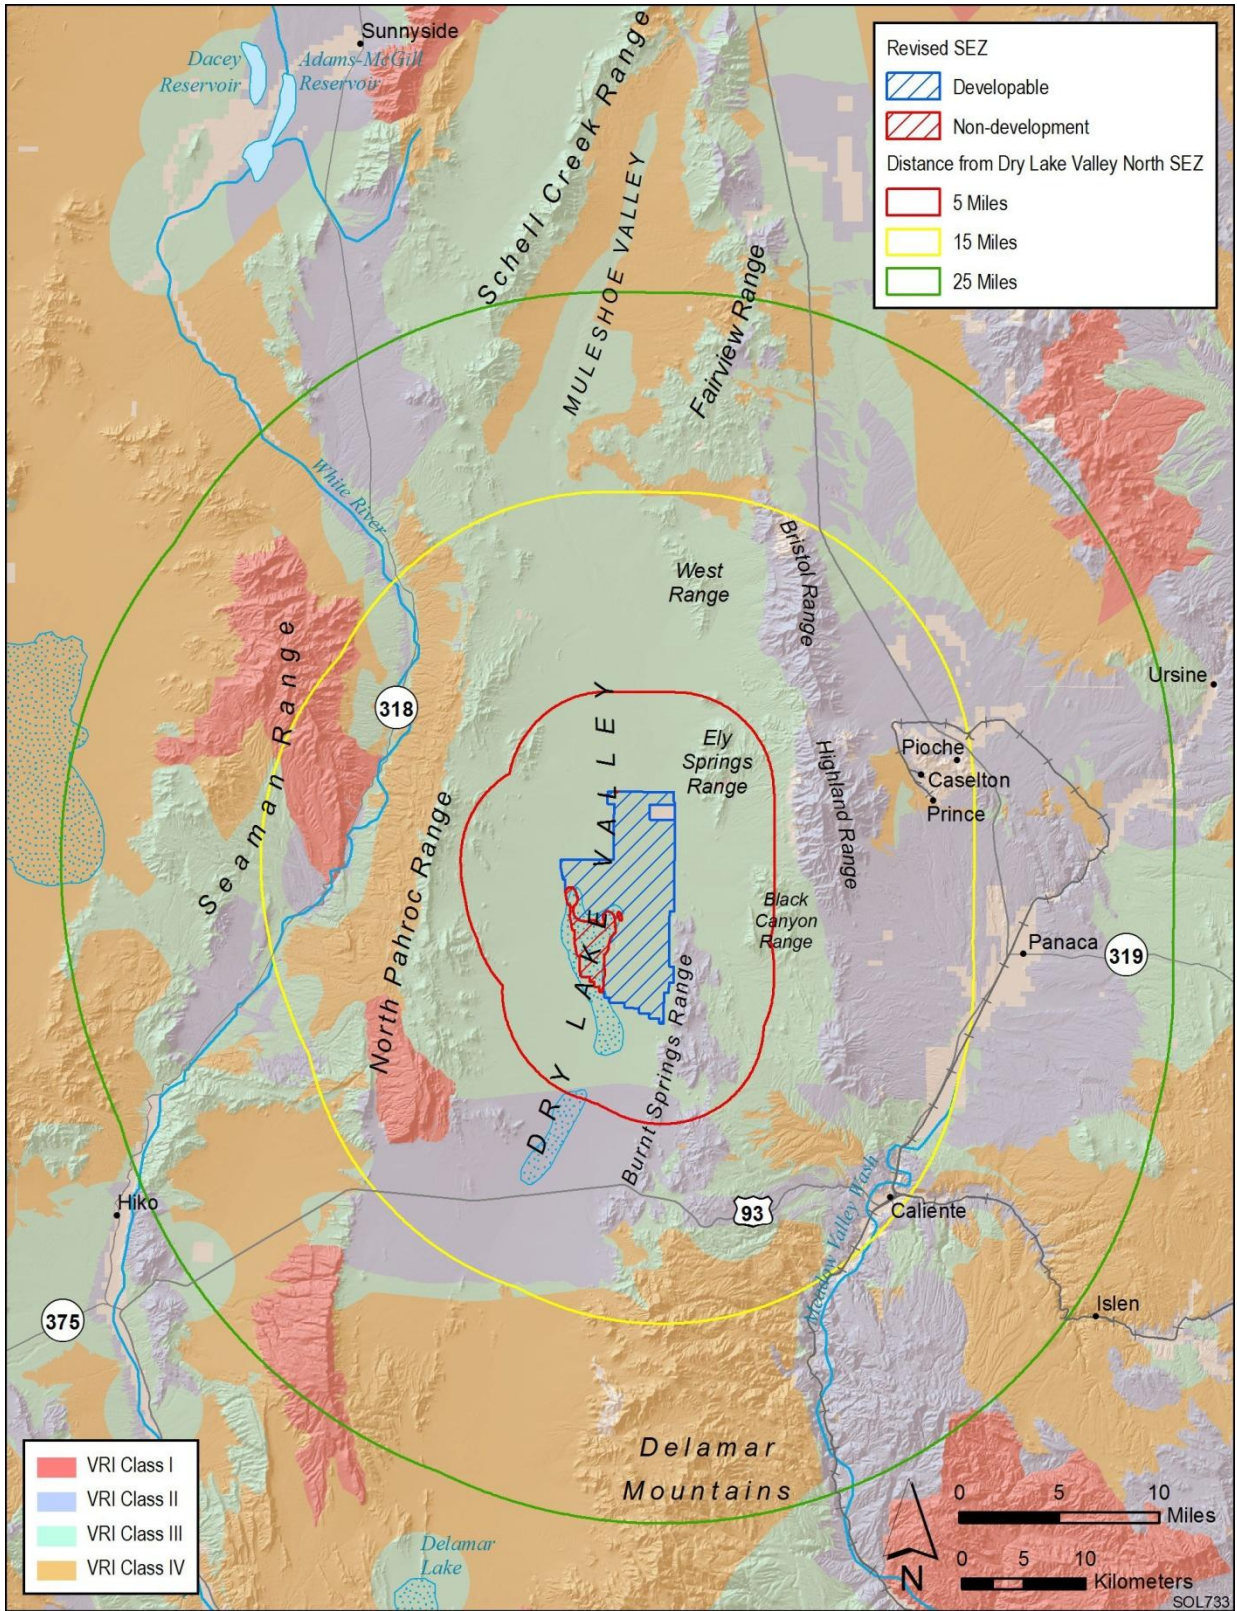 Sunnyside
Dacey
Reservoir
Adams-McGill
Reservoir
Schell Creek Range
MULESHOE VALLEY
Fairview Range
Revised SEZ
Developable
Non-development
Distance from Dry Lake Valley North SEZ
5 Miles
15 Miles
25 Miles
White River
West
Range
Bristol Range
Seaman Range
318
Ursine
Ely
Springs
Range
Highland Range
Pioche
Caselton
Prince
North Pahroc Range
DRY LAKE VALLEY
Black
Canyon
Range
Panaca
319
Burnt Springs Range
Hiko
93
Meadow Valley Wash
Caliente
375
Islen
Delamar
Mountains
Delamar
Lake
VRI Class I
VRI Class II
VRI Class III
VRI Class IV
N
0 5 10
Miles
0 5 10
Kilometers
SOL733